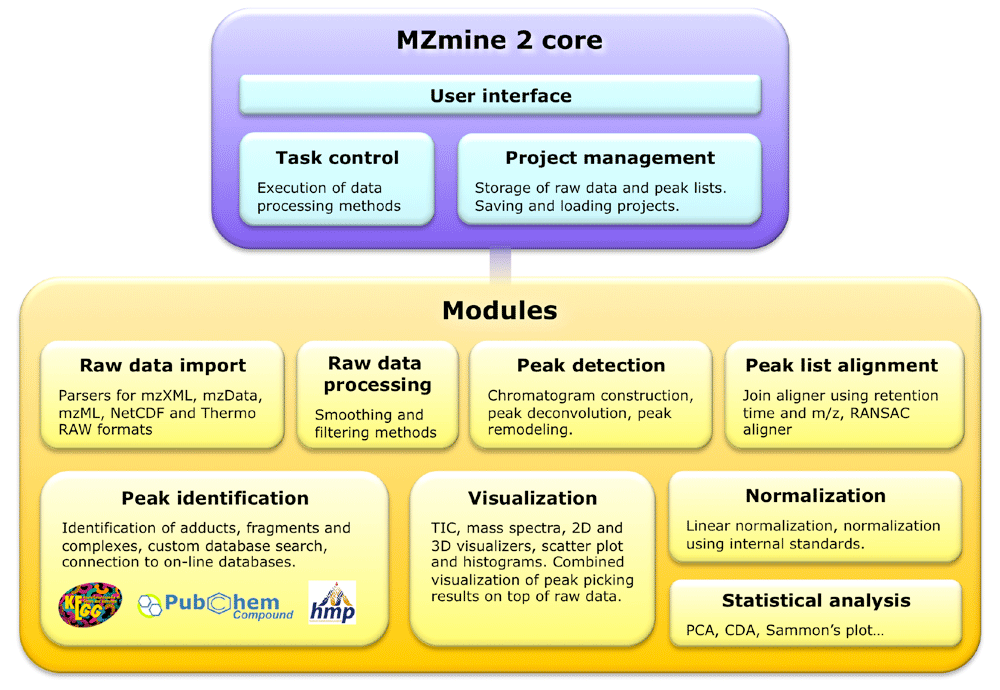 MZmine 2 core
User interface
Task control
Execution of data
processing methods
Project management
Storage of raw data and peak lists.
Saving and loading projects.
Modules
Raw data import
Parsers for mzXML, mzData,
mzML, NetCDF and Thermo
RAW formats
Raw data
processing
Smoothing and
filtering methods
Peak detection
Chromatogram construction,
peak deconvolution, peak
remodeling.
Peak list alignment
Join aligner using retention
time and m/z, RANSAC
aligner
Peak identification
Identification of adducts, fragments and
complexes, custom database search,
connection to on-line databases.
PubChem
Compound
hmp
Visualization
TIC, mass spectra, 2D and
3D visualizers, scatter plot
and histograms. Combined
visualization of peak picking
results on top of raw data.
Normalization
Linear normalization, normalization
using internal standards.
Statistical analysis
PCA, CDA, Sammon’s plot…